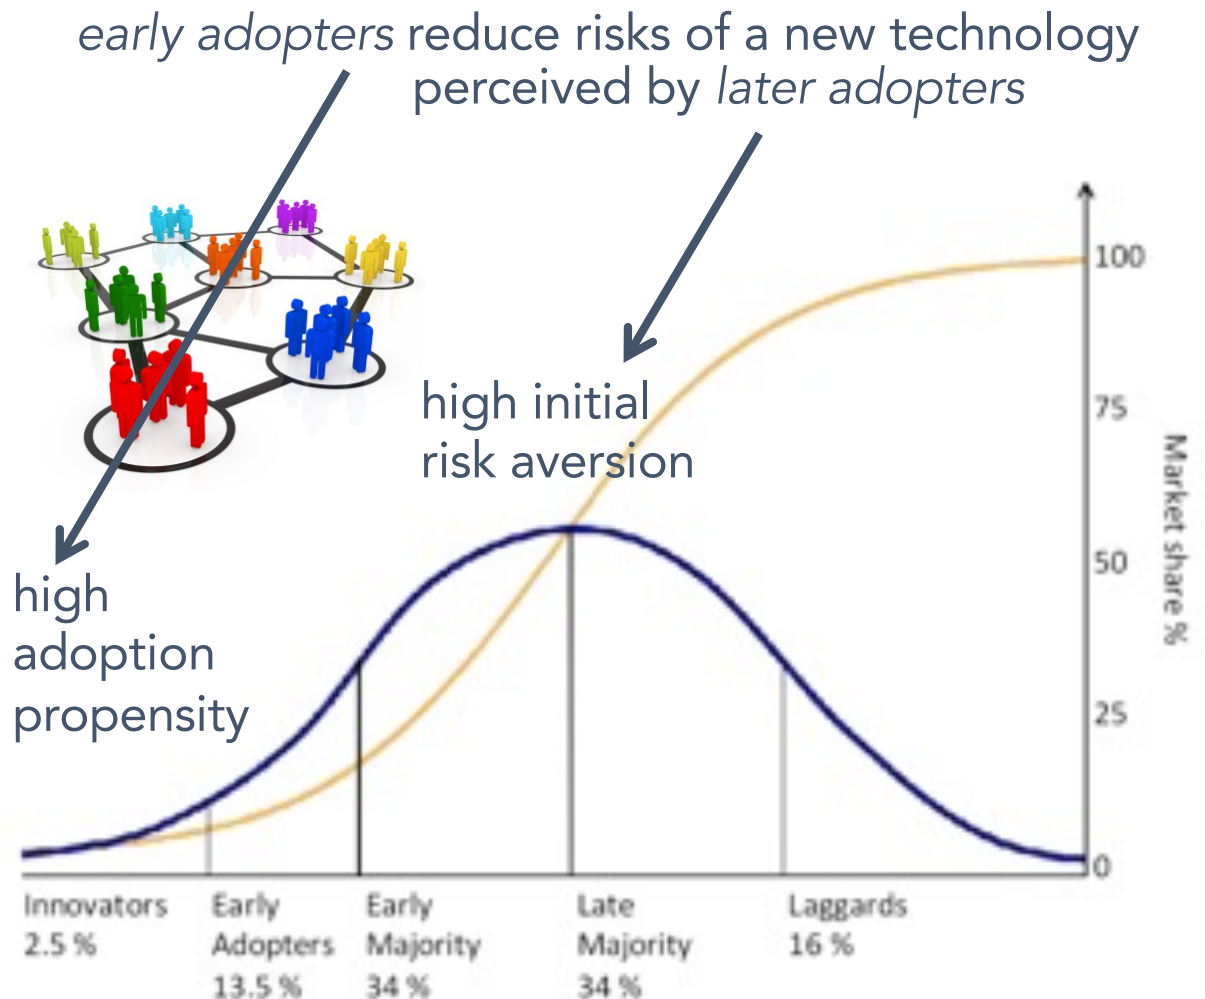 early adopters reduce risks of a new technology
perceived by later adopters
high initial
risk aversion
high
adoption
propensity
100
75
50
25
0
Market share %
Innovators
2.5 %
Early
Adopters
13.5 %
Early
Majority
34 %
Late
Majority
34 %
Laggards
16 %